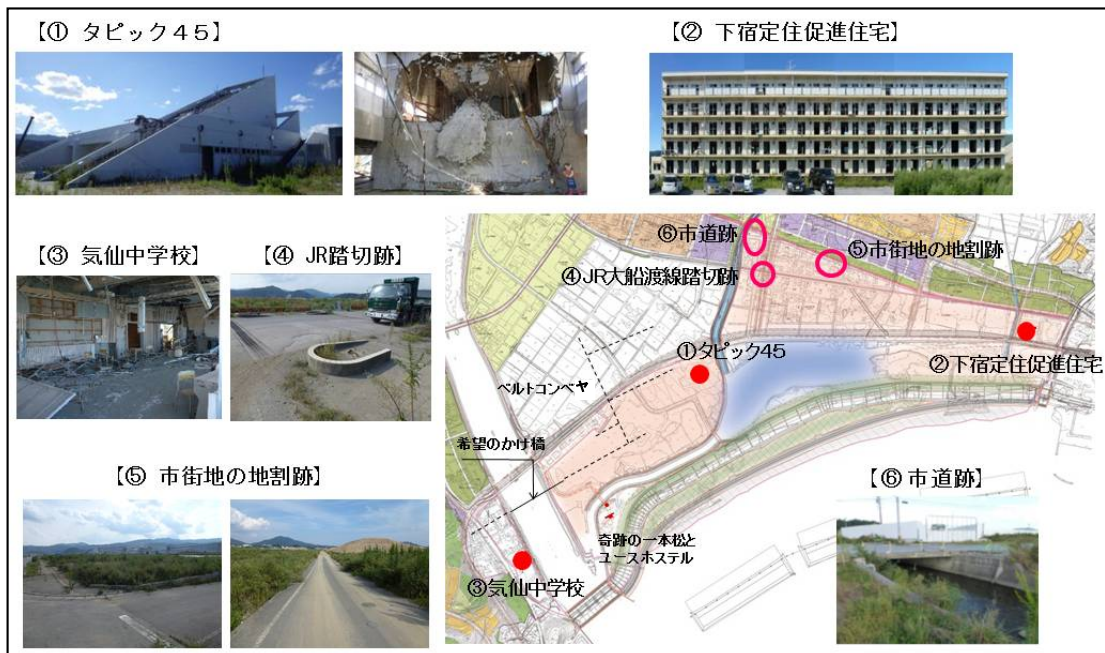 【① タピック45】
【② 下宿定住促進住宅】
【③ 気仙中学校】
【④ JR踏切跡】
⑥市道跡
⑤市街地の地割跡
④JR大船渡線踏切跡
①タピック45
②下宿定住促進住宅
ベルトコンベヤ
希望のかけ橋
【⑤ 市街地の地割跡】
【⑥ 市道跡】
奇跡の一本松と
ユースホステル
③気仙中学校